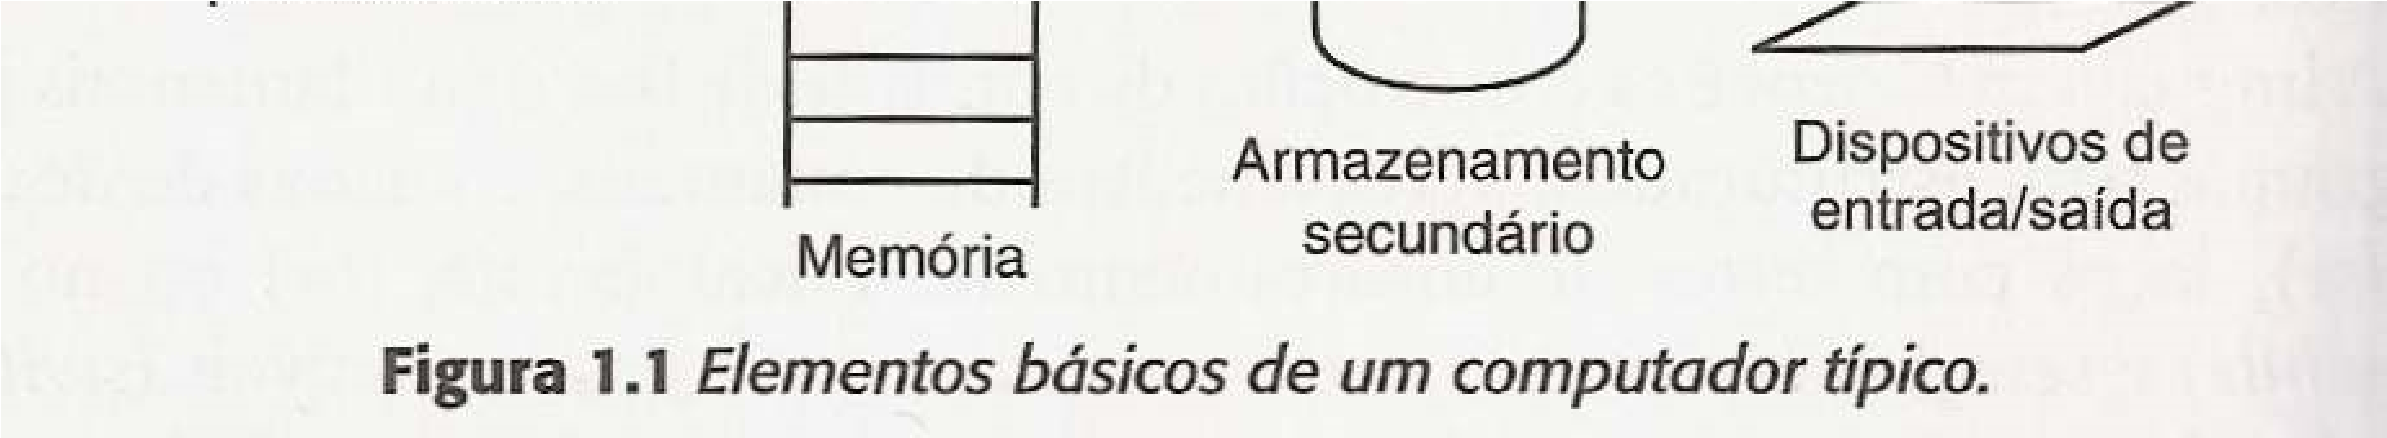 Memória
Armazenamento
secundário
Dispositivos de
entrada/saída
Figura 1.1 Elementos básicos de um computador típico.